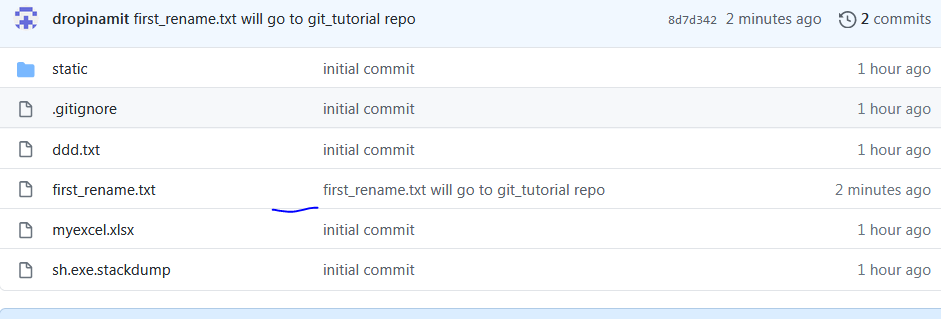 dropinamit first_rename.txt will go to git_tutorial repo 8d7d342 2 minutes ago 2 commits
static initial commit 1 hour ago
.gitignore initial commit 1 hour ago
ddd.txt initial commit 1 hour ago
first_rename.txt first_rename.txt will go to git_tutorial repo 2 minutes ago
myexcel.xlsx initial commit 1 hour ago
sh.exe.stackdump initial commit 1 hour ago